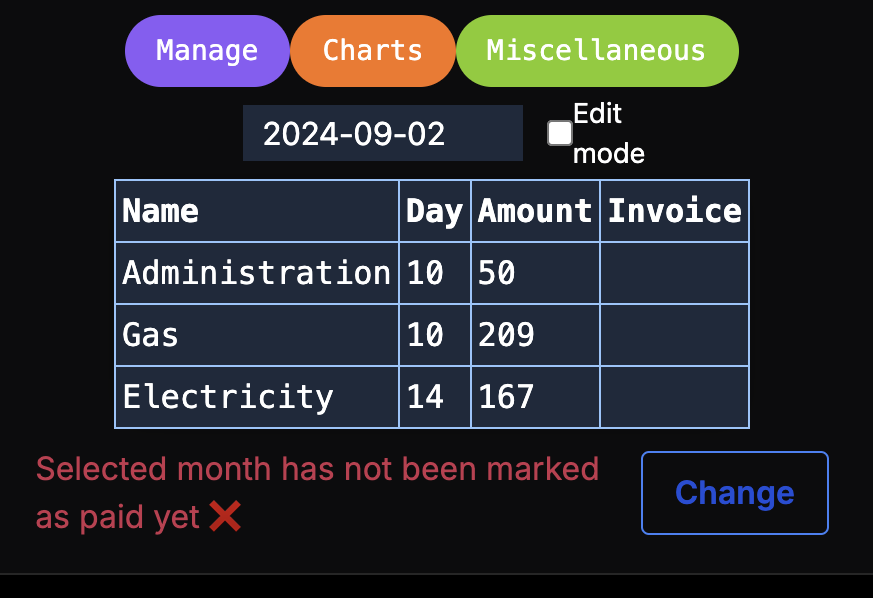 Manage Charts Miscellaneous
2024-09-02 Edit
mode
Name Day Amount Invoice
Administration 10 50
Gas 10 209
Electricity 14 167
Selected month has not been marked
as paid yet ❌
Change